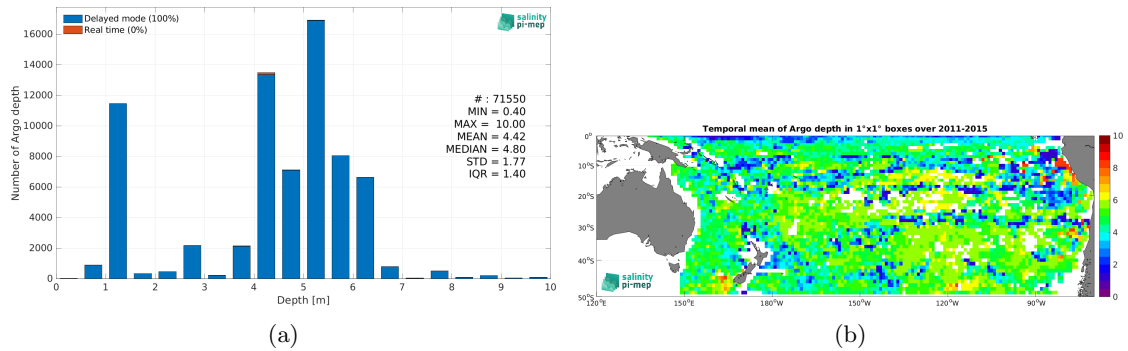 Delayed mode (100%)
Real time (0%)
salinity
pi-mep
16000
14000
12000
10000
8000
6000
4000
2000
0
Number of Argo depth
# : 71550
MIN = 0.40
MAX = 10.00
MEAN = 4.42
MEDIAN = 4.80
STD = 1.77
IQR = 1.40
0 1 2 3 4 5 6 7 8 9 10
Depth [m]
(a)
Temporal mean of Argo depth in 1°x1° boxes over 2011-2015
0°
10°S
20°S
30°S
40°S
50°S
120°W
150°W
180°W
150°W
120°W
90°W
salinity
pi-mep
10
8
6
4
2
0
(b)